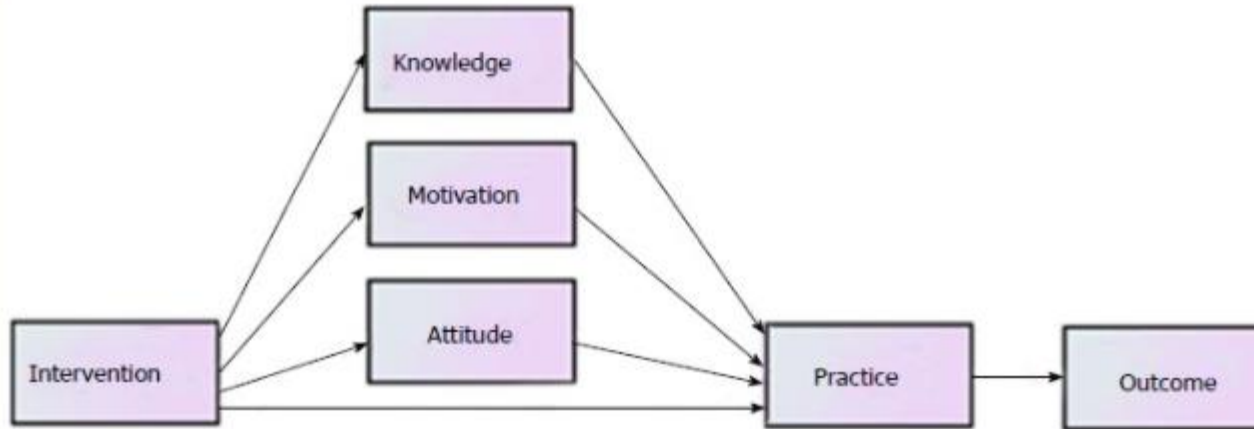 Knowledge
Motivation
Attitude
Intervention
Practice
Outcome